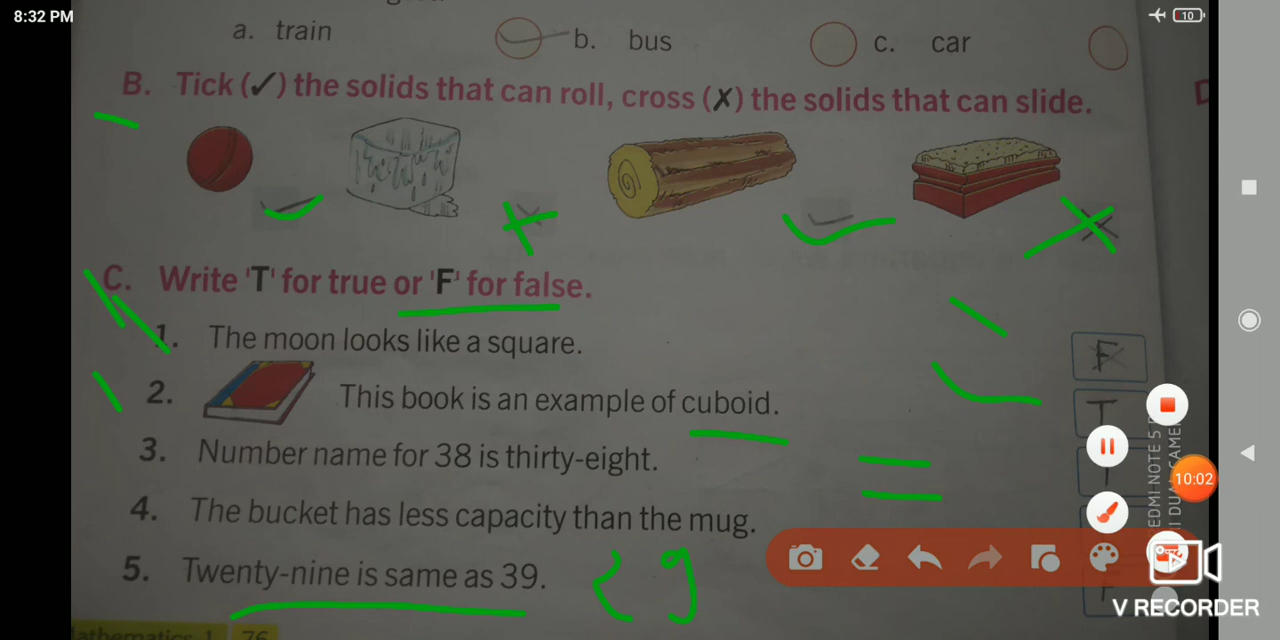 8:32 PM
10
a. train b. bus c. car
B. Tick (✓) the solids that can roll, cross (✗) the solids that can slide.
C. Write 'T' for true or 'F' for false.
1. The moon looks like a square.
F
2. This book is an example of cuboid.
T
3. Number name for 38 is thirty-eight.
4. The bucket has less capacity than the mug.
5. Twenty-nine is same as 39.
29
76
10:02
V RECORDER